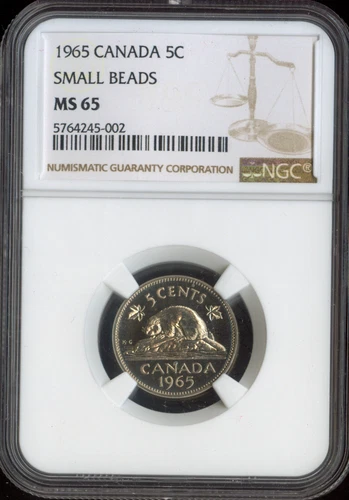 1965 CANADA 5C
SMALL BEADS
MS 65
5764245-002
NUMISMATIC GUARANTY CORPORATION
NGC
5 CENTS
CANADA
1965